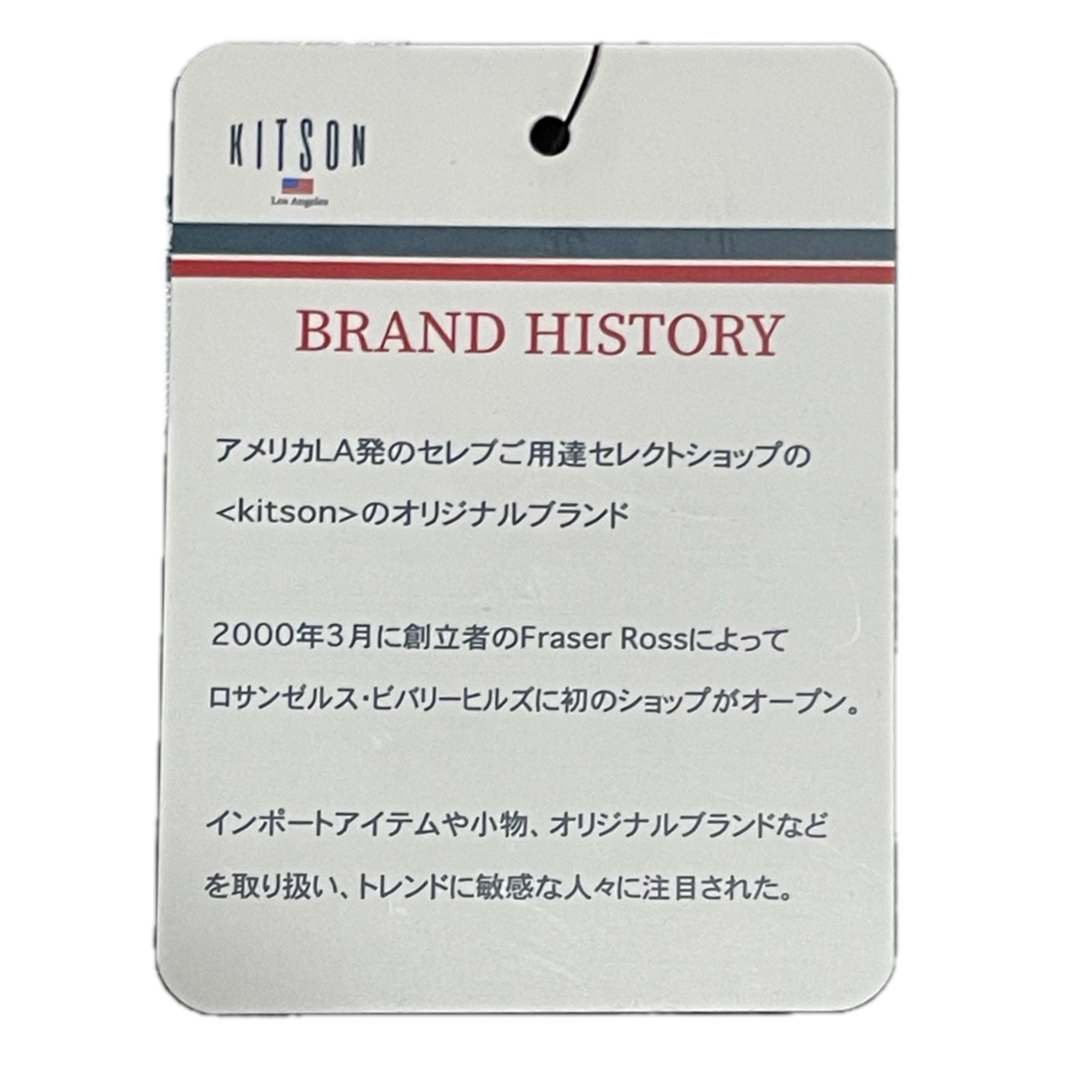 KITSON
Los Angeles
BRAND HISTORY
アメリカLA発のセレブご用達セレクトショップの
<kitson>のオリジナルブランド
2000年3月に創立者のFraser Rossによって
ロサンゼルス・ビバリーヒルズに初のショップがオープン。
インポートアイテムや小物、オリジナルブランドなど
を取り扱い、トレンドに敏感な人々に注目された。